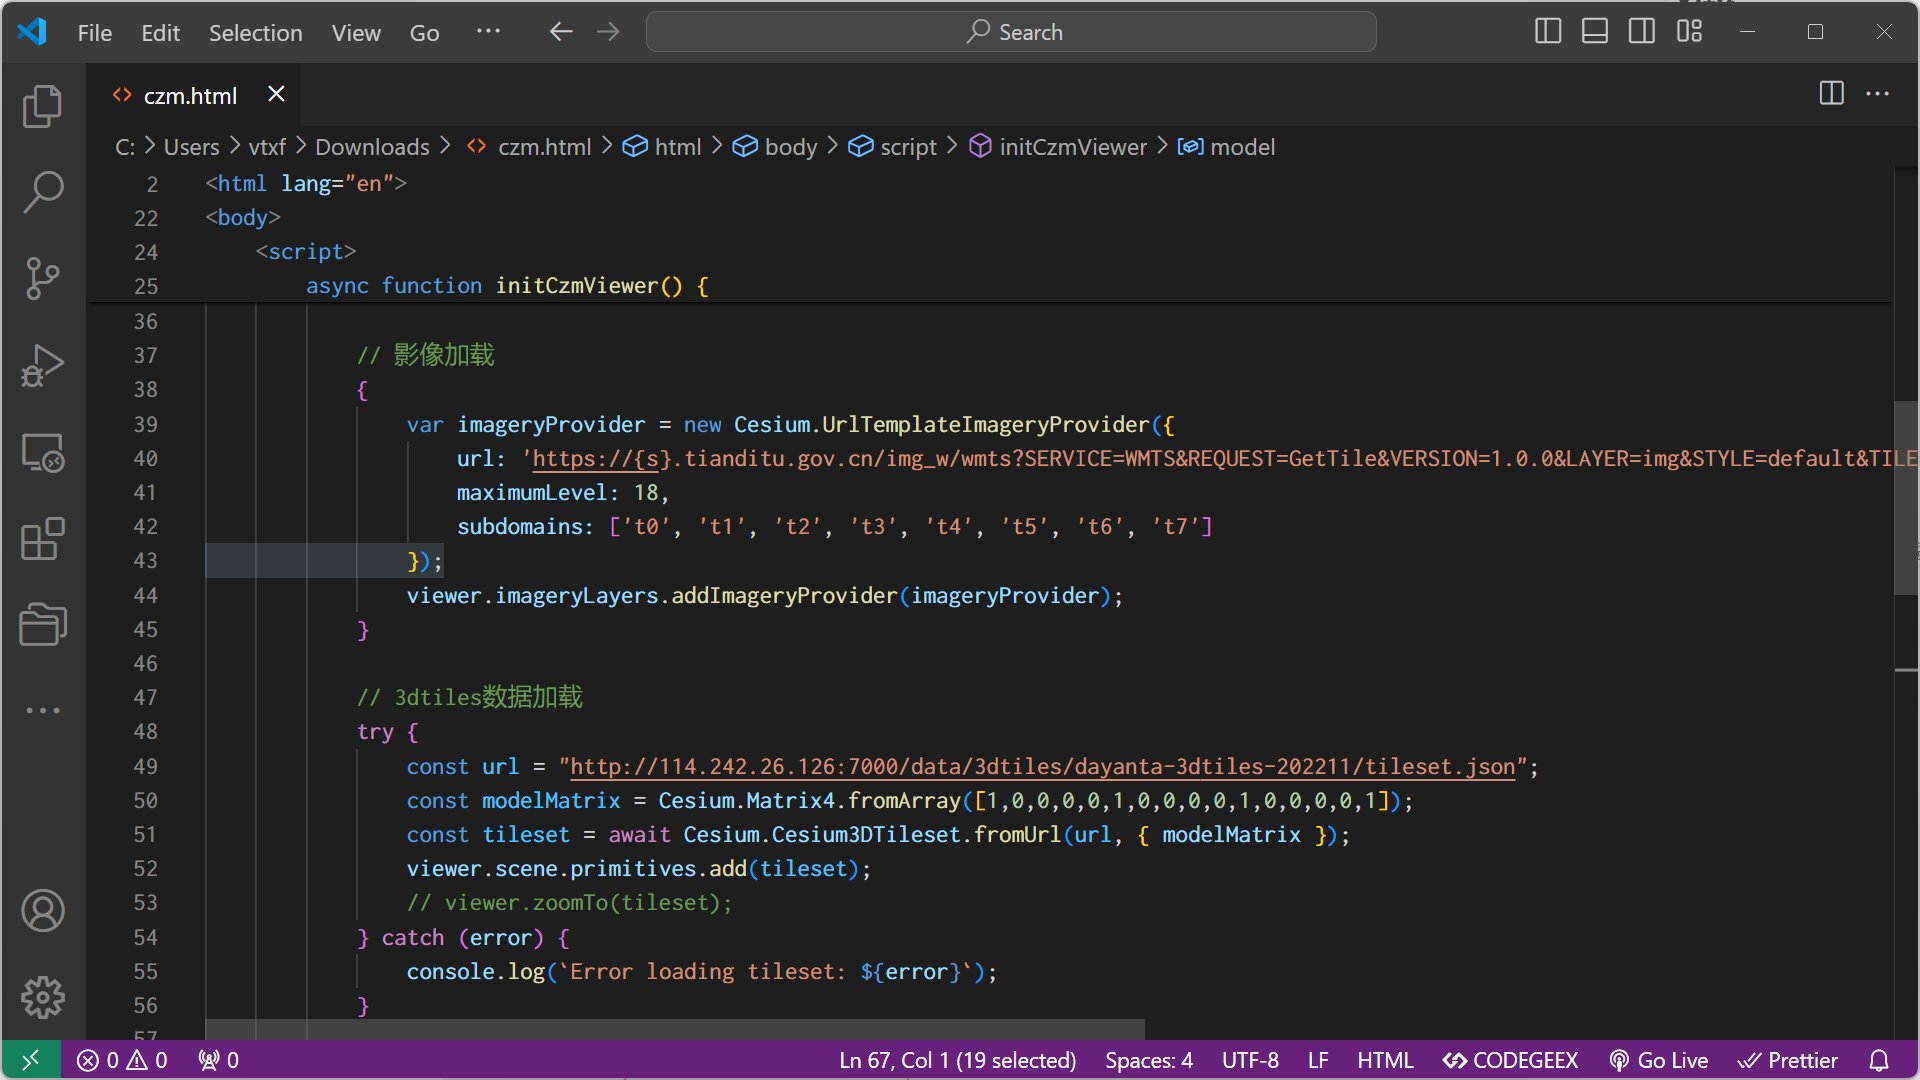 File Edit Selection View Go ··· Search
czm.html
C: > Users > vtxf > Downloads > czm.html > html > body > script > initCzmViewer > model
2 <html lang="en">
22 <body>
24 <script>
25 async function initCzmViewer() {
36
37 // 影像加载
38 {
39 var imageryProvider = new Cesium.UrlTemplateImageryProvider({
40 url: 'https://{s}.tianditu.gov.cn/img_w/wmts?SERVICE=WMTS&REQUEST=GetTile&VERSION=1.0.0&LAYER=img&STYLE=default&TILE
41 maximumLevel: 18,
42 subdomains: ['t0', 't1', 't2', 't3', 't4', 't5', 't6', 't7']
43 });
44 viewer.imageryLayers.addImageryProvider(imageryProvider);
45 }
46
47 // 3dtiles数据加载
48 try {
49 const url = "http://114.242.26.126:7000/data/3dtiles/dayanta-3dtiles-202211/tileset.json";
50 const modelMatrix = Cesium.Matrix4.fromArray([1,0,0,0,0,1,0,0,0,0,1,0,0,0,0,1]);
51 const tileset = await Cesium.Cesium3DTileset.fromUrl(url, { modelMatrix });
52 viewer.scene.primitives.add(tileset);
53 // viewer.zoomTo(tileset);
54 } catch (error) {
55 console.log(`Error loading tileset: ${error}`);
56 }
57
0 0 0 Ln 67, Col 1 (19 selected) Spaces: 4 UTF-8 LF HTML CODEGEEX Go Live Prettier